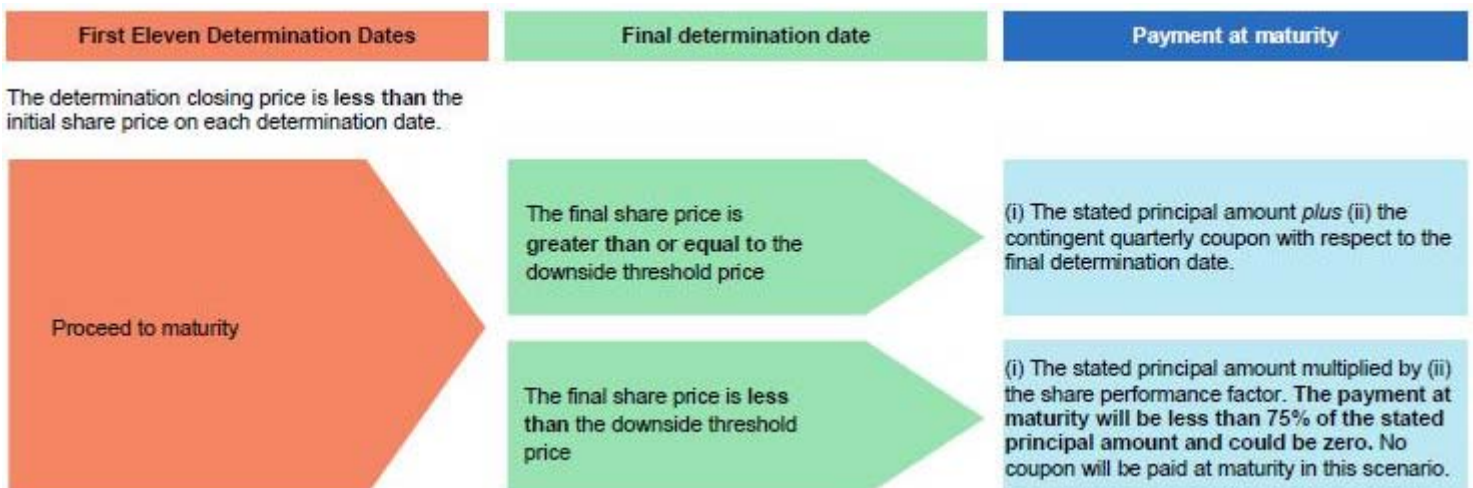 First Eleven Determination Dates
Final determination date
Payment at maturity
The determination closing price is less than the
initial share price on each determination date.
Proceed to maturity
The final share price is
greater than or equal to the
downside threshold price
(i) The stated principal amount plus (ii) the
contingent quarterly coupon with respect to the
final determination date.
The final share price is less
than the downside threshold
price
(i) The stated principal amount multiplied by (ii)
the share performance factor. The payment at
maturity will be less than 75% of the stated
principal amount and could be zero. No
coupon will be paid at maturity in this scenario.